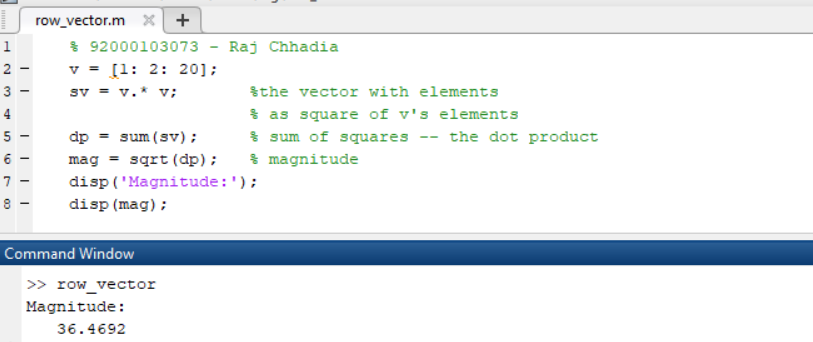 row_vector.m
1 % 92000103073 - Raj Chhadia
2 - v = [1: 2: 20];
3 - sv = v.* v; %the vector with elements
4 % as square of v's elements
5 - dp = sum(sv); % sum of squares -- the dot product
6 - mag = sqrt(dp); % magnitude
7 - disp('Magnitude:');
8 - disp(mag);
Command Window
>> row_vector
Magnitude:
36.4692